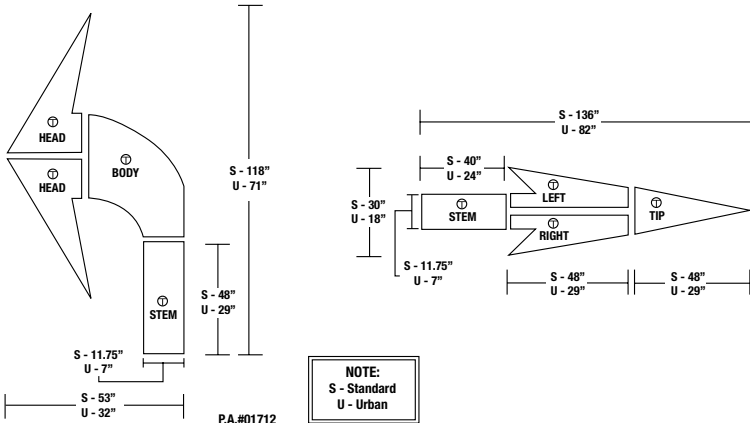 Ⓣ
HEAD
Ⓣ
HEAD
Ⓣ
BODY
Ⓣ
STEM
S - 118”
U - 71”
S - 48”
U - 29”
S - 11.75”
U - 7”
S - 53”
U - 32”
P.A.#01712
S - 136”
U - 82”
S - 40”
U - 24”
S - 30”
U - 18”
Ⓣ
STEM
Ⓣ
LEFT
Ⓣ
RIGHT
Ⓣ
TIP
S - 11.75”
U - 7”
S - 48”
U - 29”
S - 48”
U - 29”
NOTE:
S - Standard
U - Urban